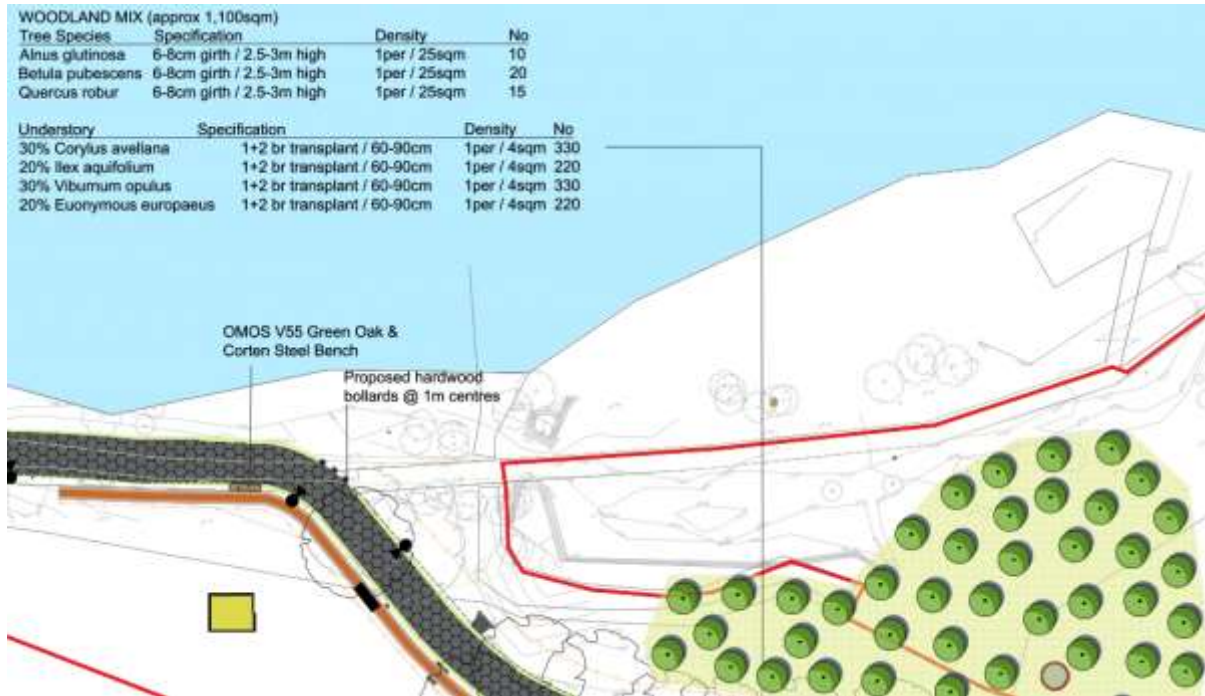 WOODLAND MIX (approx 1,100sqm)
Tree Species Specification Density No
Alnus glutinosa 6-8cm girth / 2.5-3m high 1per / 25sqm 10
Betula pubescens 6-8cm girth / 2.5-3m high 1per / 25sqm 20
Quercus robur 6-8cm girth / 2.5-3m high 1per / 25sqm 15
Understory Specification Density No
30% Corylus avellana 1+2 br transplant / 60-90cm 1per / 4sqm 330
20% Ilex aquifolium 1+2 br transplant / 60-90cm 1per / 4sqm 220
30% Viburnum opulus 1+2 br transplant / 60-90cm 1per / 4sqm 330
20% Euonymous europaeus 1+2 br transplant / 60-90cm 1per / 4sqm 220
OMOS V55 Green Oak &
Corten Steel Bench
Proposed hardwood
bollards @ 1m centres